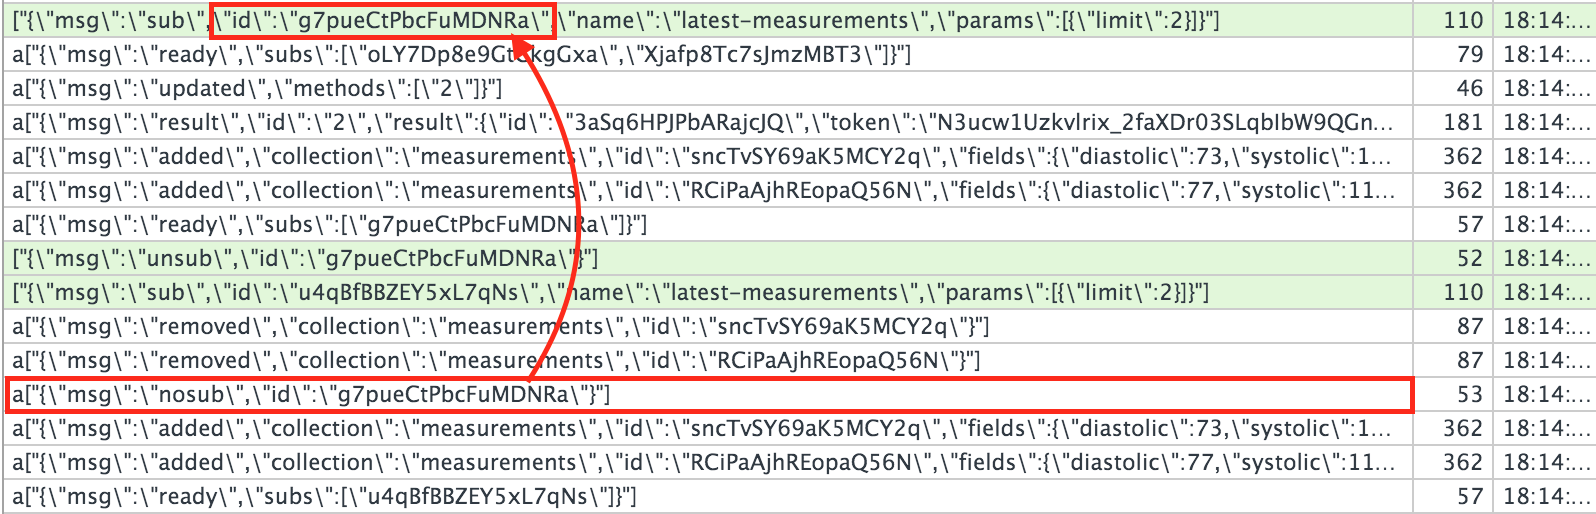 ["{\"msg\":\"sub\",\"id\":\"g7pueCtPbcFuMDNRa\",\"name\":\"latest-measurements\",\"params\":[{\"limit\":2}]}"] 110 18:14:...
a["{\"msg\":\"ready\",\"subs\":[\"oLY7Dp8e9GtCkgGxa\",\"Xjafp8Tc7sJmzMBT3\"]}"] 79 18:14:...
a["{\"msg\":\"updated\",\"methods\":[\"2\"]}"] 46 18:14:...
a["{\"msg\":\"result\",\"id\":\"2\",\"result\":{\"id\":\"3aSq6HPJPbARajcJQ\",\"token\":\"N3ucw1UzkvIrix_2faXDr03SLqbIbW9QGn... 181 18:14:...
a["{\"msg\":\"added\",\"collection\":\"measurements\",\"id\":\"sncTvSY69aK5MCY2q\",\"fields\":{\"diastolic\":73,\"systolic\":1... 362 18:14:...
a["{\"msg\":\"added\",\"collection\":\"measurements\",\"id\":\"RCiPaAjhREopaQ56N\",\"fields\":{\"diastolic\":77,\"systolic\":11... 362 18:14:...
a["{\"msg\":\"ready\",\"subs\":[\"g7pueCtPbcFuMDNRa\"]}"] 57 18:14:...
["{\"msg\":\"unsub\",\"id\":\"g7pueCtPbcFuMDNRa\"}"] 52 18:14:...
["{\"msg\":\"sub\",\"id\":\"u4qBfBBZEY5xL7qNs\",\"name\":\"latest-measurements\",\"params\":[{\"limit\":2}]}"] 110 18:14:...
a["{\"msg\":\"removed\",\"collection\":\"measurements\",\"id\":\"sncTvSY69aK5MCY2q\"}"] 87 18:14:...
a["{\"msg\":\"removed\",\"collection\":\"measurements\",\"id\":\"RCiPaAjhREopaQ56N\"}"] 87 18:14:...
a["{\"msg\":\"nosub\",\"id\":\"g7pueCtPbcFuMDNRa\"}"] 53 18:14:...
a["{\"msg\":\"added\",\"collection\":\"measurements\",\"id\":\"sncTvSY69aK5MCY2q\",\"fields\":{\"diastolic\":73,\"systolic\":1... 362 18:14:...
a["{\"msg\":\"added\",\"collection\":\"measurements\",\"id\":\"RCiPaAjhREopaQ56N\",\"fields\":{\"diastolic\":77,\"systolic\":11... 362 18:14:...
a["{\"msg\":\"ready\",\"subs\":[\"u4qBfBBZEY5xL7qNs\"]}"] 57 18:14:...